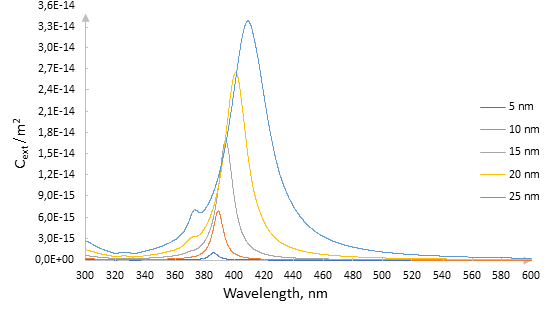 3,6E-14
3,3E-14
3,0E-14
2,7E-14
2,4E-14
2,1E-14
1,8E-14
1,5E-14
1,2E-14
9,0E-15
6,0E-15
3,0E-15
0,0E+00
Cext / m²
300 320 340 360 380 400 420 440 460 480 500 520 540 560 580 600
Wavelength, nm
5 nm
10 nm
15 nm
20 nm
25 nm